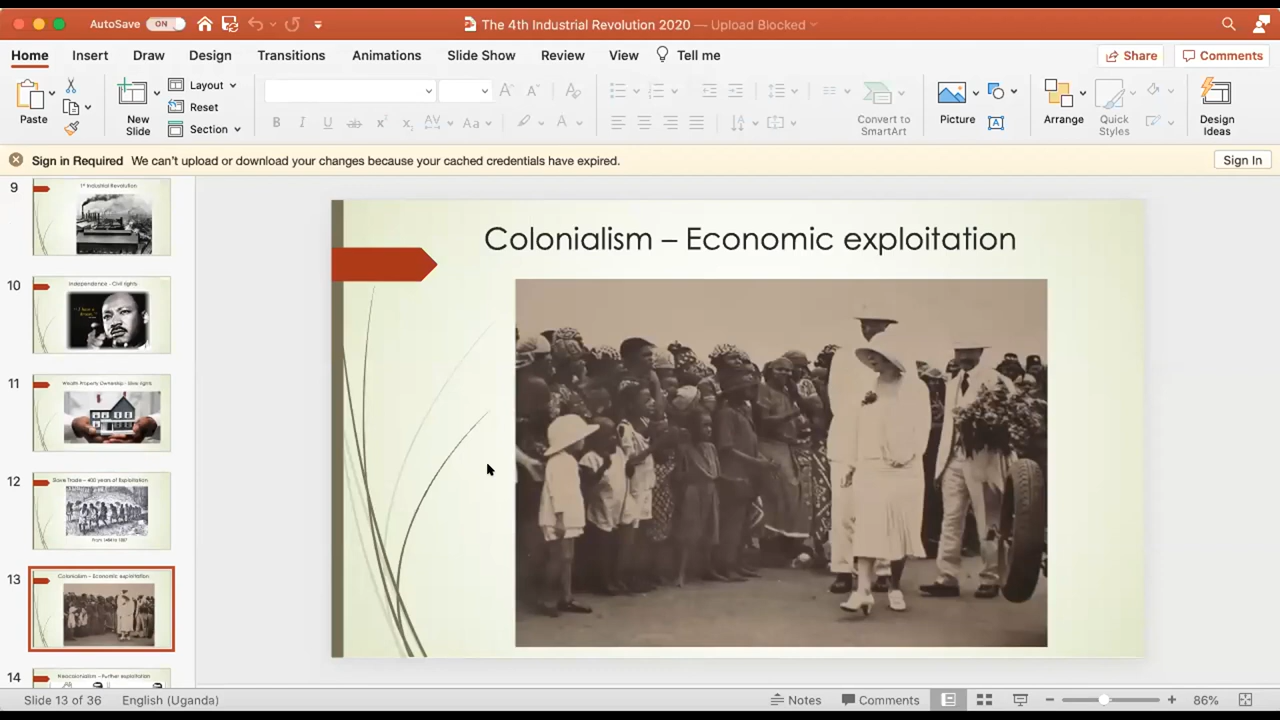 AutoSave ON The 4th Industrial Revolution 2020 — Upload Blocked
Home Insert Draw Design Transitions Animations Slide Show Review View Tell me Share Comments
Paste New Slide Layout Reset Section Convert to SmartArt Picture Arrange Quick Styles Design Ideas
Sign in Required We can't upload or download your changes because your cached credentials have expired. Sign In
9
1st Industrial Revolution
10
Independence - Civil rights
11
Wealth Property Ownership - Slave rights
12
Slave Trade – 400 years of Exploitation
13
Colonialism – Economic exploitation
14
Neocolonialism – Further exploitation
Colonialism – Economic exploitation
Slide 13 of 36 English (Uganda) Notes Comments 86%